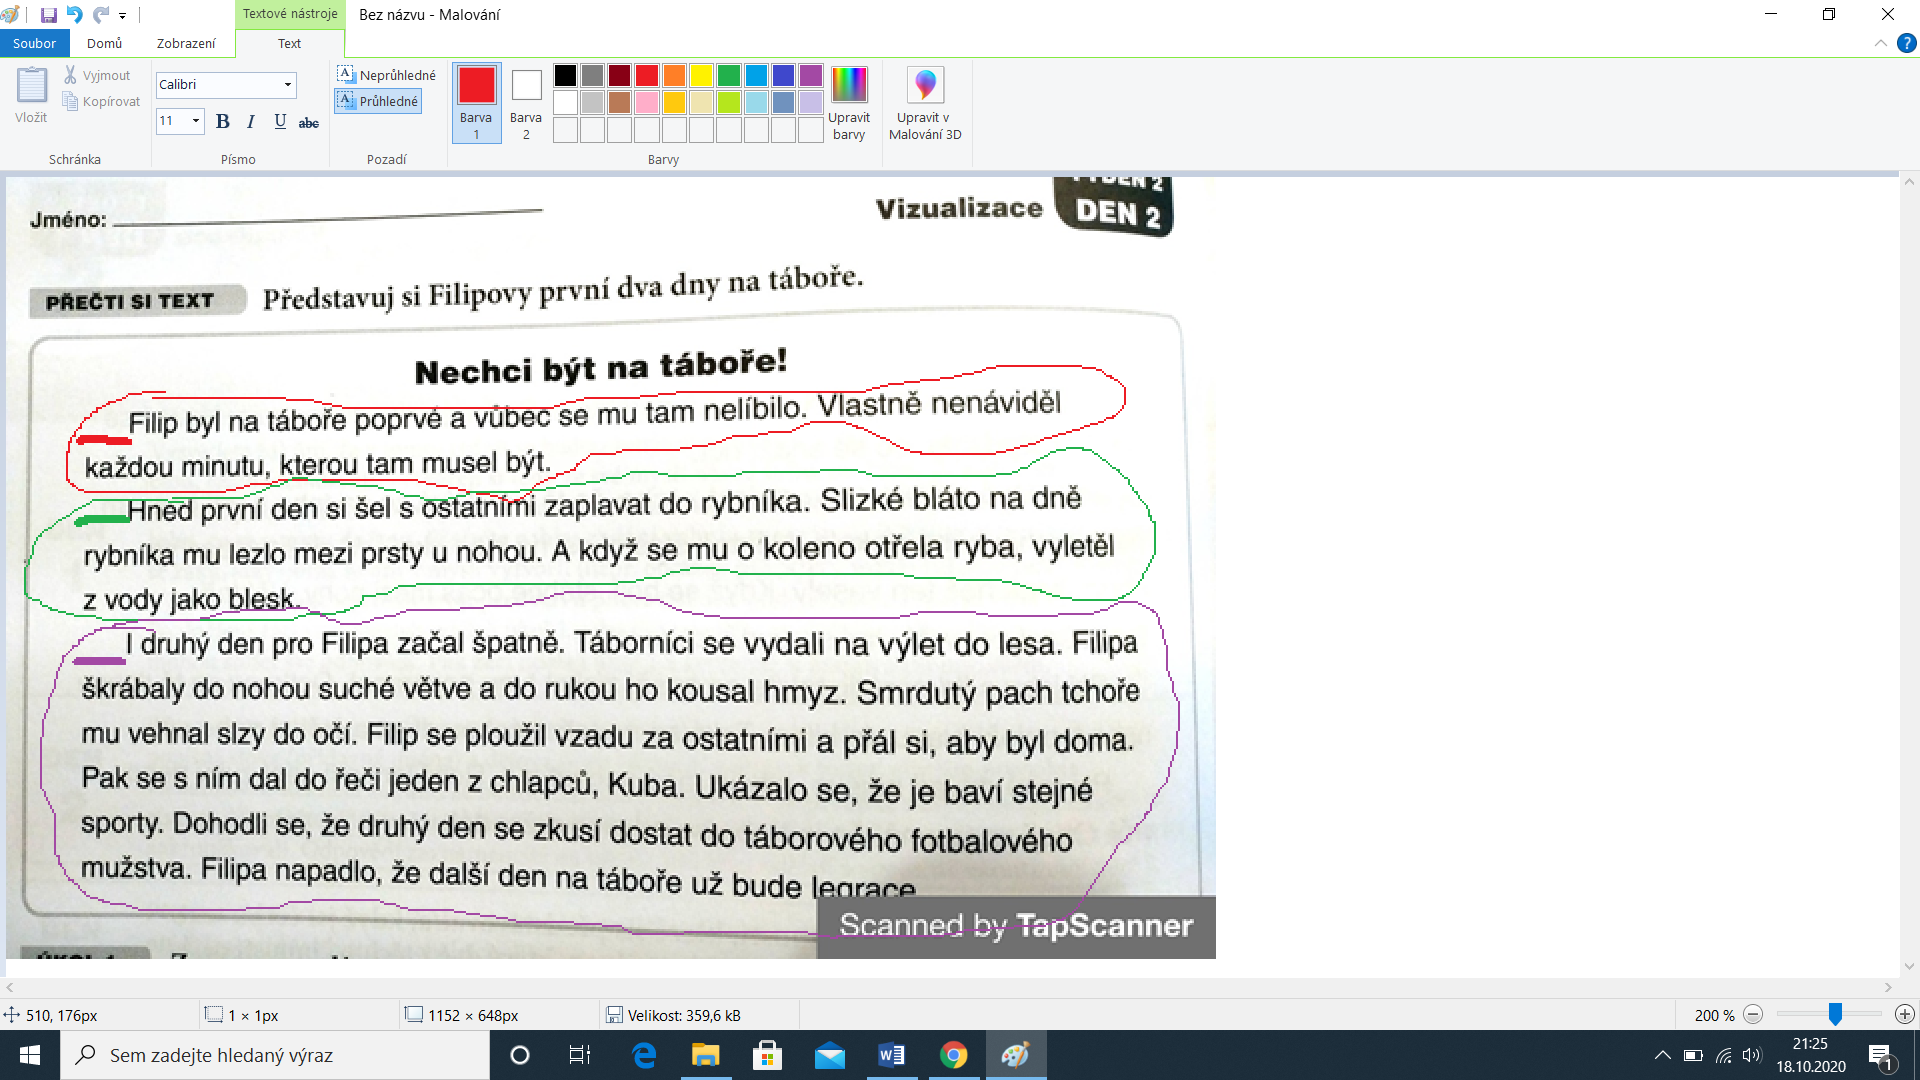 Textové nástroje
Bez názvu - Malování
Soubor
Domů
Zobrazení
Text
Vložit
Vyjmout
Kopírovat
Schránka
Calibri
11
B I U abc
Písmo
Neprůhledné
Průhledné
Pozadí
Barva 1
Barva 2
Upravit barvy
Barvy
Upravit v Malování 3D
Jméno:
Vizualizace
DEN 2
PŘEČTI SI TEXT
Představuj si Filipovy první dva dny na táboře.
Nechci být na táboře!
Filip byl na táboře poprvé a vůbec se mu tam nelíbilo. Vlastně nenáviděl
každou minutu, kterou tam musel být.
Hned první den si šel s ostatními zaplavat do rybníka. Slizké bláto na dně
rybníka mu lezlo mezi prsty u nohou. A když se mu o koleno otřela ryba, vyletěl
z vody jako blesk.
I druhý den pro Filipa začal špatně. Táborníci se vydali na výlet do lesa. Filipa
škrábaly do nohou suché větve a do rukou ho kousal hmyz. Smrdutý pach tchoře
mu vehnal slzy do očí. Filip se ploužil vzadu za ostatními a přál si, aby byl doma.
Pak se s ním dal do řeči jeden z chlapců, Kuba. Ukázalo se, že je baví stejné
sporty. Dohodli se, že druhý den se zkusí dostat do táborového fotbalového
mužstva. Filipa napadlo, že další den na táboře už bude legrace
Scanned by TapScanner
510, 176px
1 × 1px
1152 × 648px
Velikost: 359,6 kB
200 %
Sem zadejte hledaný výraz
21:25
18.10.2020
1